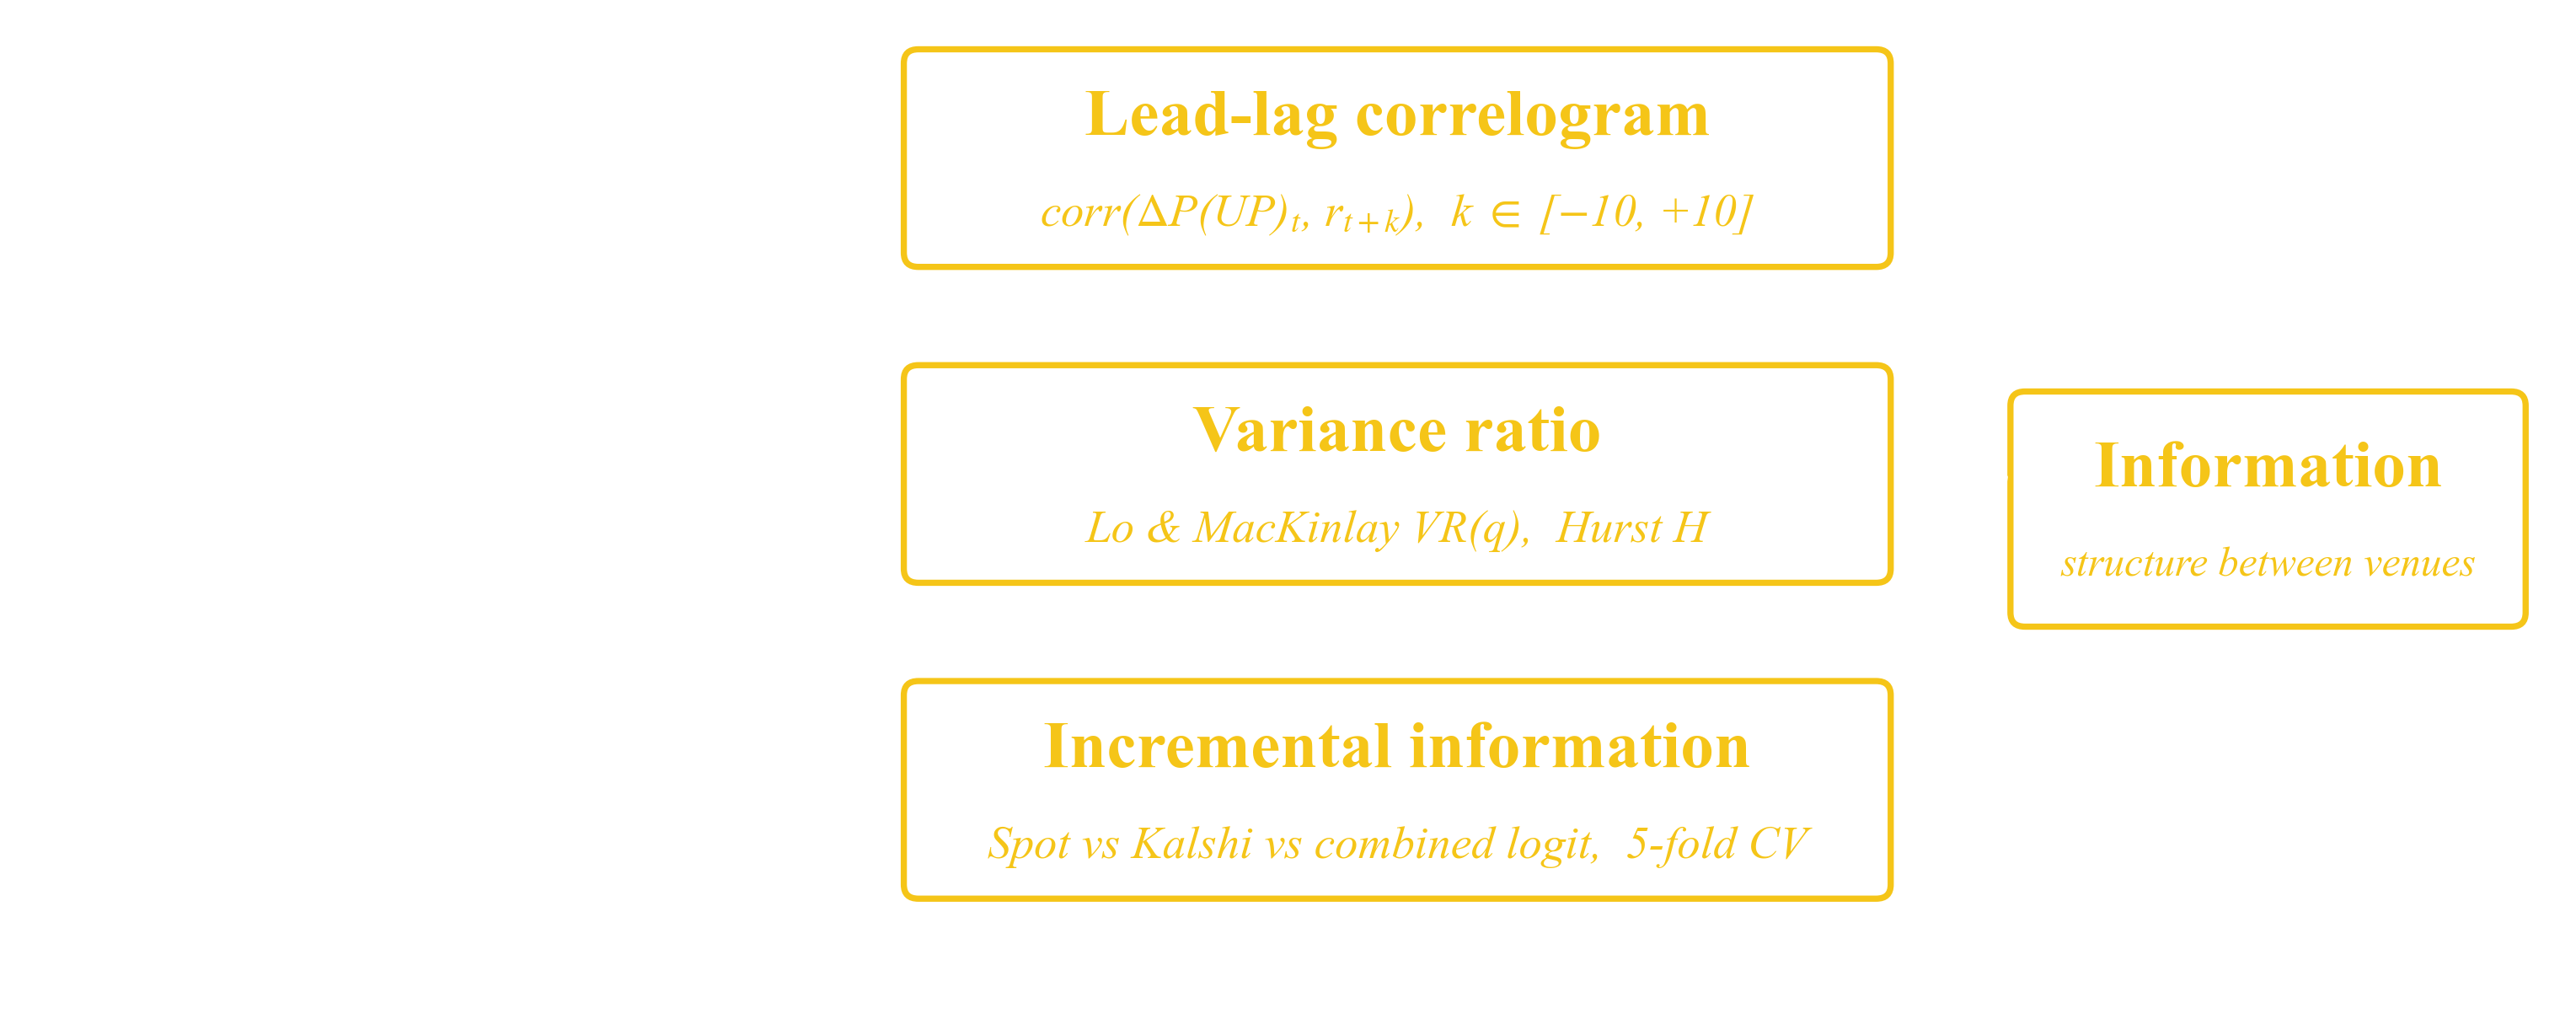 Lead-lag correlogram
corr(ΔP(UP)ₜ, rₜ₊ₖ), k ∈ [−10, +10]
Variance ratio
Lo & MacKinlay VR(q), Hurst H
Incremental information
Spot vs Kalshi vs combined logit, 5-fold CV
Information
structure between venues